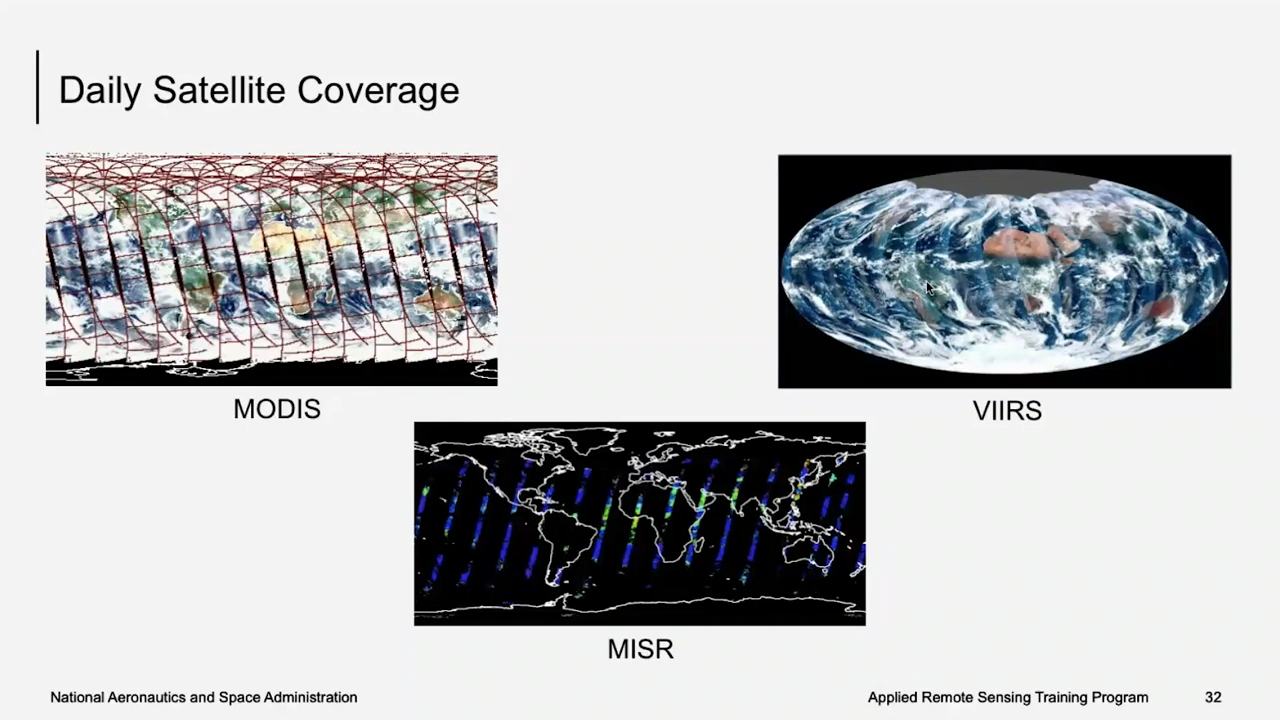 Daily Satellite Coverage
MODIS
VIIRS
MISR
National Aeronautics and Space Administration
Applied Remote Sensing Training Program
32